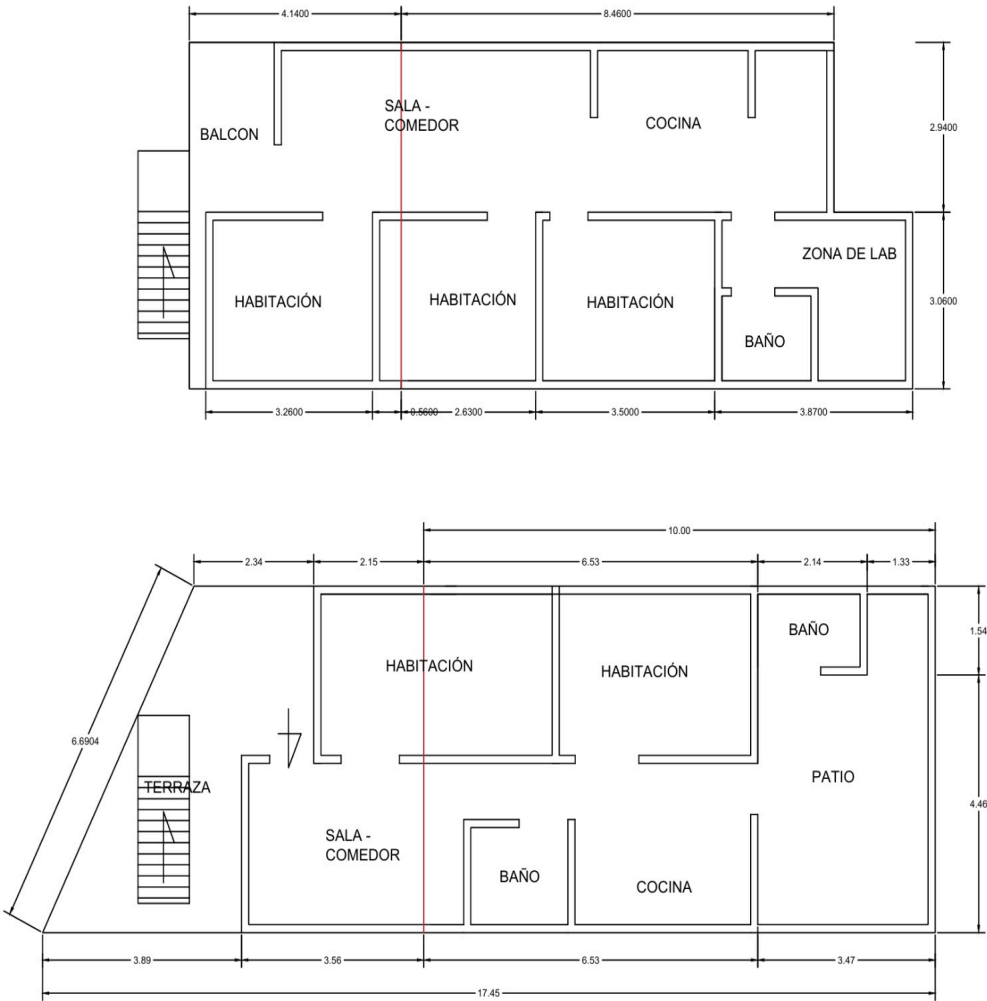 4.1400
8.4600
SALA -
COMEDOR
COCINA
BALCON
2.9400
ZONA DE LAB
HABITACIÓN
HABITACIÓN
HABITACIÓN
3.0600
BAÑO
3.2600
0.5600
2.6300
3.5000
3.8700
10.00
2.34
2.15
6.53
2.14
1.33
BAÑO
1.54
HABITACIÓN
HABITACIÓN
6.6904
TERRAZA
PATIO
4.46
SALA -
COMEDOR
BAÑO
COCINA
3.89
3.56
6.53
3.47
17.45